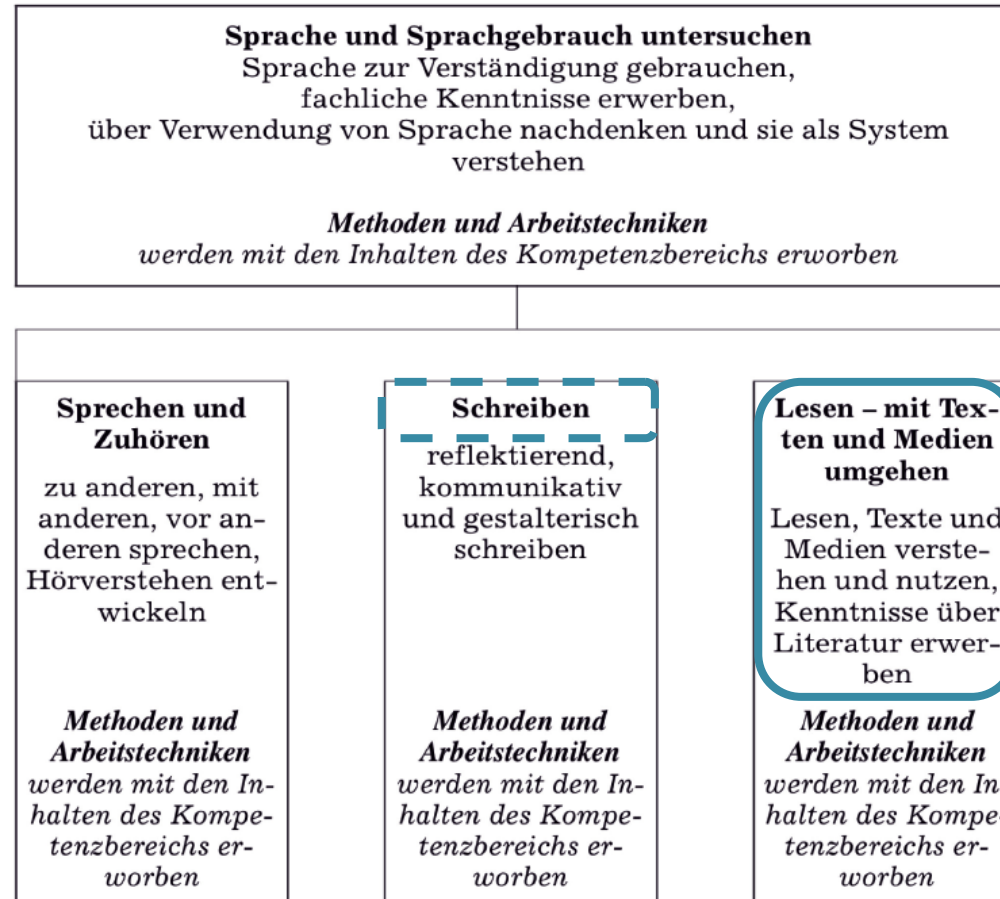 Sprache und Sprachgebrauch untersuchen
Sprache zur Verständigung gebrauchen,
fachliche Kenntnisse erwerben,
über Verwendung von Sprache nachdenken und sie als System
verstehen
Methoden und Arbeitstechniken
werden mit den Inhalten des Kompetenzbereichs erworben
Sprechen und
Zuhören
zu anderen, mit
anderen, vor an-
deren sprechen,
Hörverstehen ent-
wickeln
Methoden und
Arbeitstechniken
werden mit den In-
halten des Kompe-
tenzbereichs er-
worben
Schreiben
reflektierend,
kommunikativ
und gestalterisch
schreiben
Methoden und
Arbeitstechniken
werden mit den In-
halten des Kompe-
tenzbereichs er-
worben
Lesen – mit Tex-
ten und Medien
umgehen
Lesen, Texte und
Medien verste-
hen und nutzen,
Kenntnisse über
Literatur erwer-
ben
Methoden und
Arbeitstechniken
werden mit den In-
halten des Kompe-
tenzbereichs er-
worben